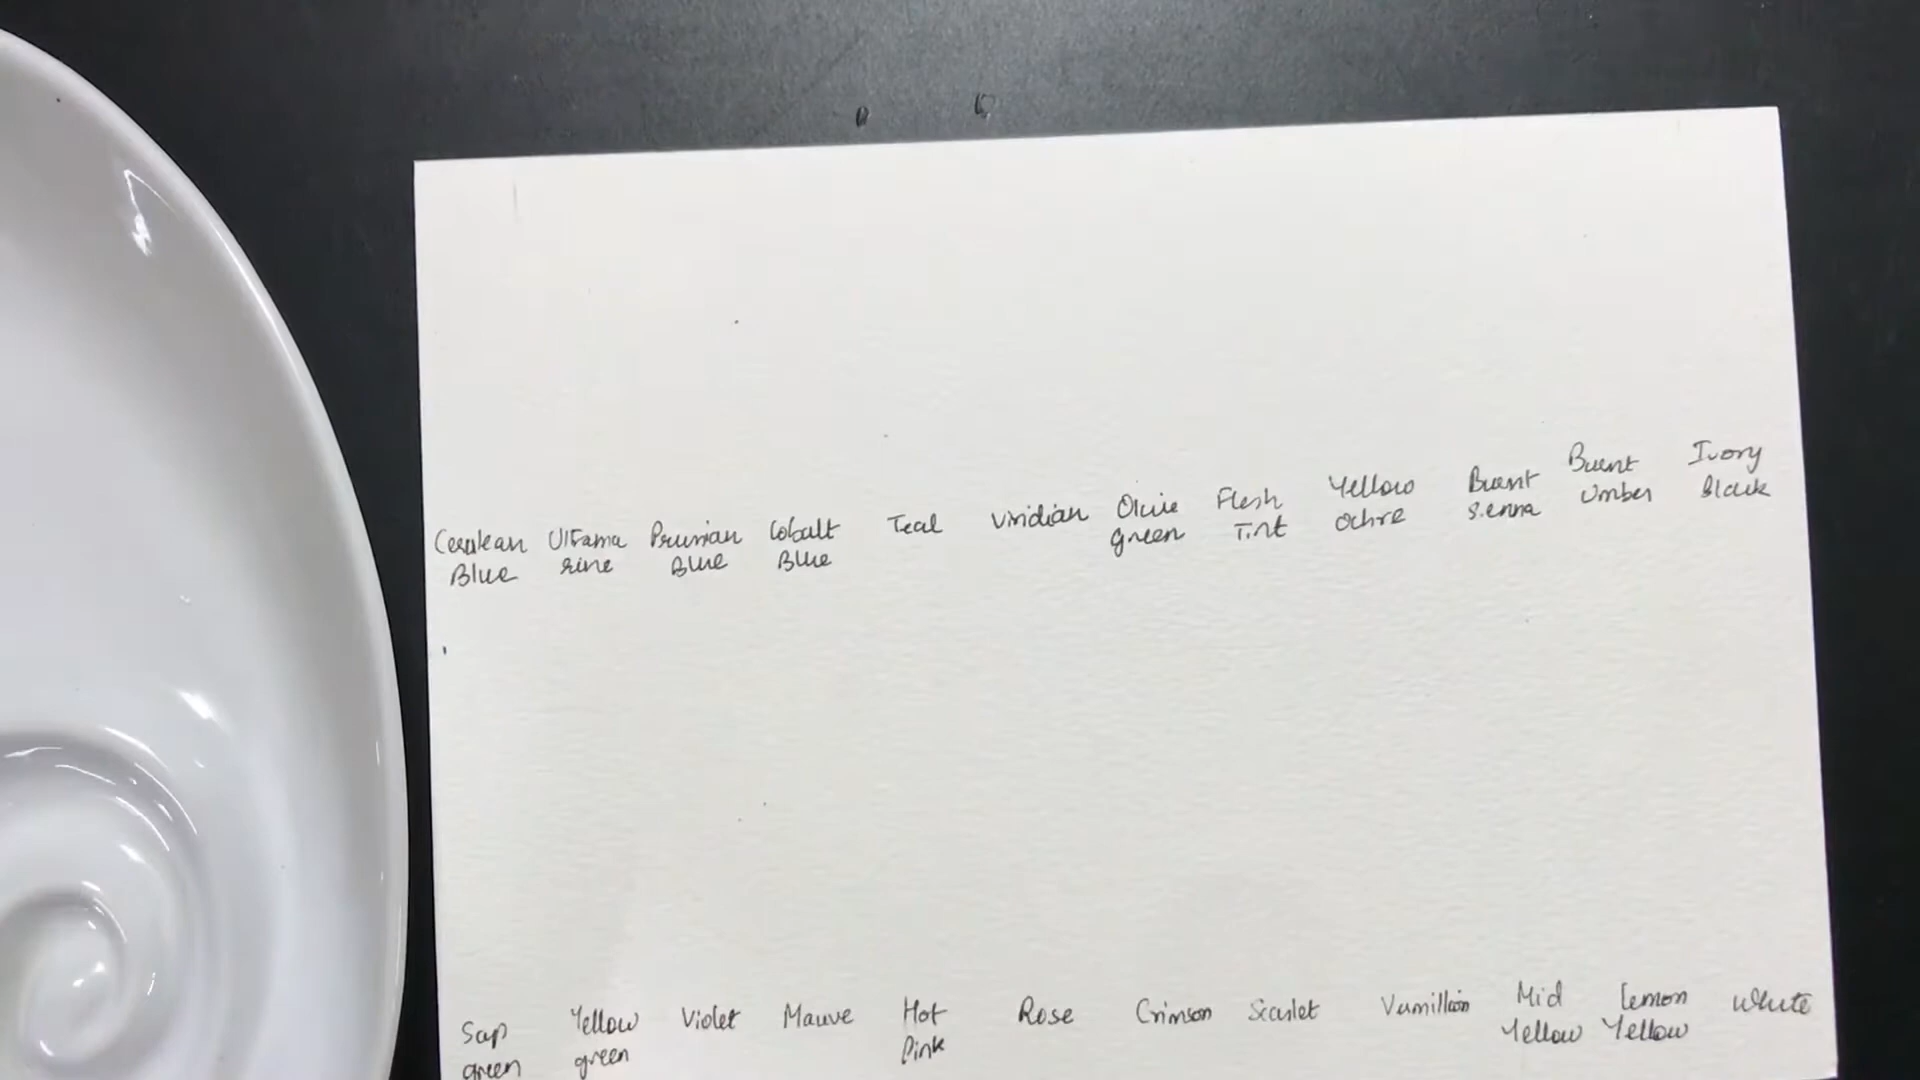 Cerulean Blue
Ultama rine
Prussian Blue
Cobalt Blue
Teal
Viridian
Olive green
Flesh Tint
Yellow Ochre
Burnt Sienna
Burnt Umber
Ivory Black
Sap green
Yellow green
Violet
Mauve
Hot Pink
Rose
Crimson
Scarlet
Vermillion
Mid Yellow
Lemon Yellow
White